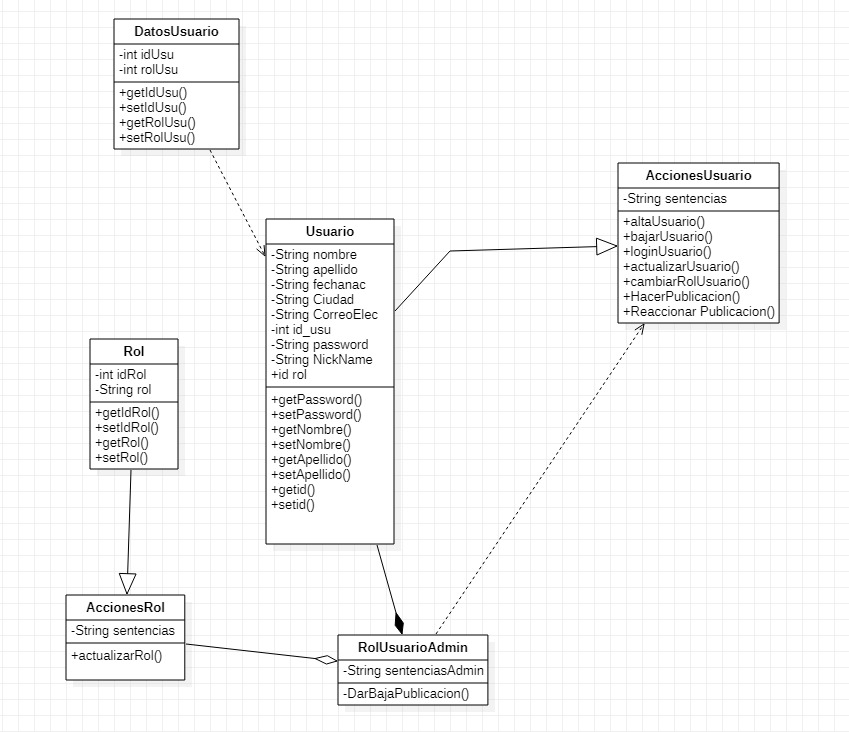 DatosUsuario
-int idUsu
-int rolUsu
+getIdUsu()
+setIdUsu()
+getRolUsu()
+setRolUsu()
AccionesUsuario
-String sentencias
+altaUsuario()
+bajarUsuario()
+loginUsuario()
+actualizarUsuario()
+cambiarRolUsuario()
+HacerPublicacion()
+Reaccionar Publicacion()
Usuario
-String nombre
-String apellido
-String fechanac
-String Ciudad
-String CorreoElec
-int id_usu
-String password
-String NickName
+id rol
+getPassword()
+setPassword()
+getNombre()
+setNombre()
+getApellido()
+setApellido()
+getid()
+setid()
Rol
-int idRol
-String rol
+getIdRol()
+setIdRol()
+getRol()
+setRol()
AccionesRol
-String sentencias
+actualizarRol()
RolUsuarioAdmin
-String sentenciasAdmin
-DarBajaPublicacion()